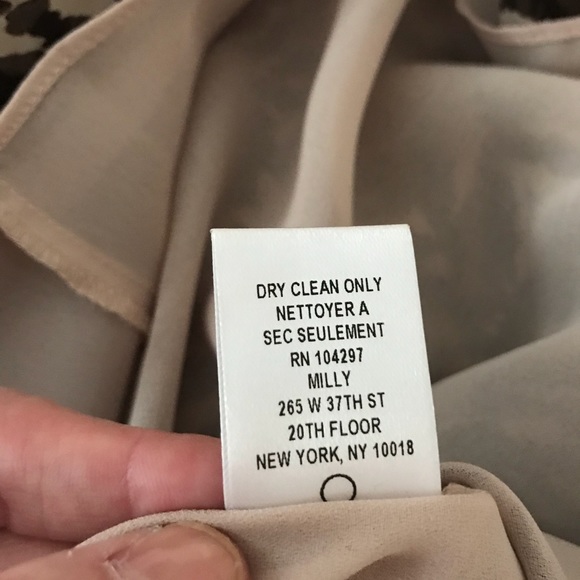 DRY CLEAN ONLY
NETTOYER A
SEC SEULEMENT
RN 104297
MILLY
265 W 37TH ST
20TH FLOOR
NEW YORK, NY 10018